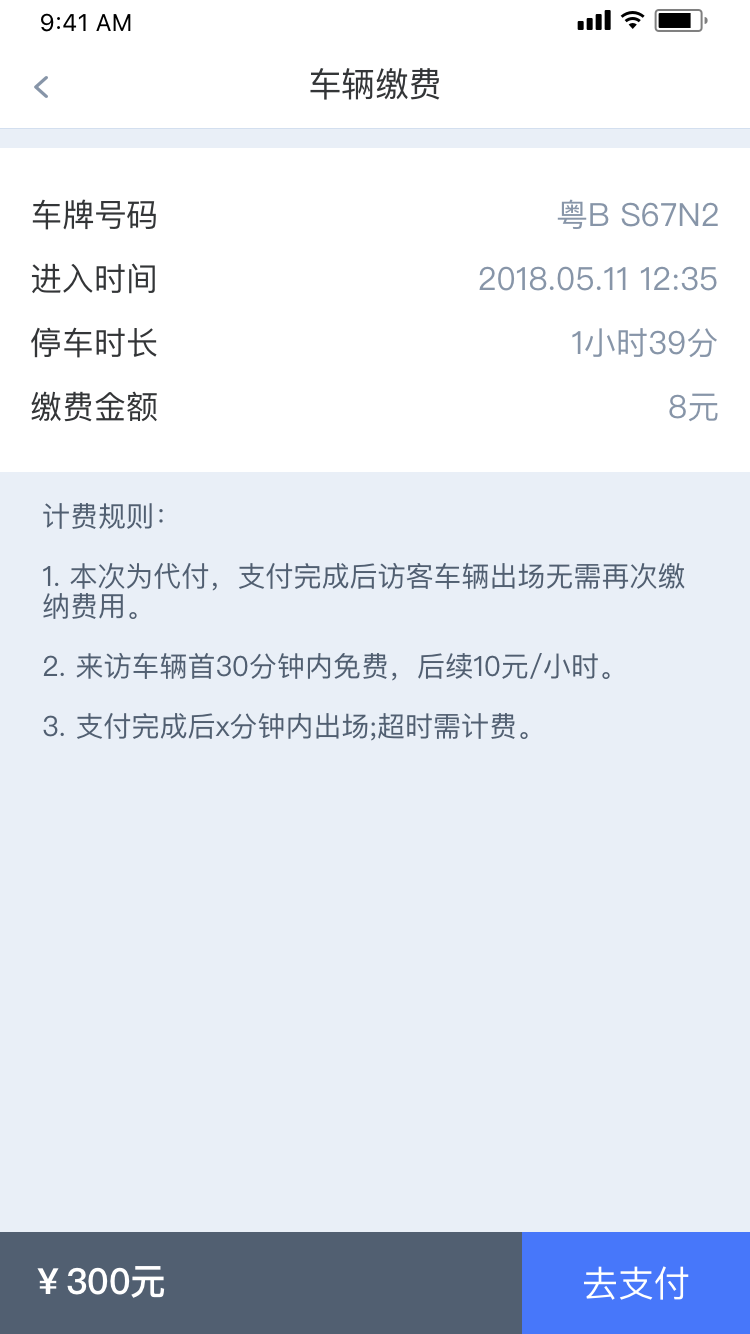 9:41 AM
车辆缴费
车牌号码 粤B S67N2
进入时间 2018.05.11 12:35
停车时长 1小时39分
缴费金额 8元
计费规则：
1. 本次为代付，支付完成后访客车辆出场无需再次缴
纳费用。
2. 来访车辆首30分钟内免费，后续10元/小时。
3. 支付完成后x分钟内出场;超时需计费。
¥ 300元 去支付